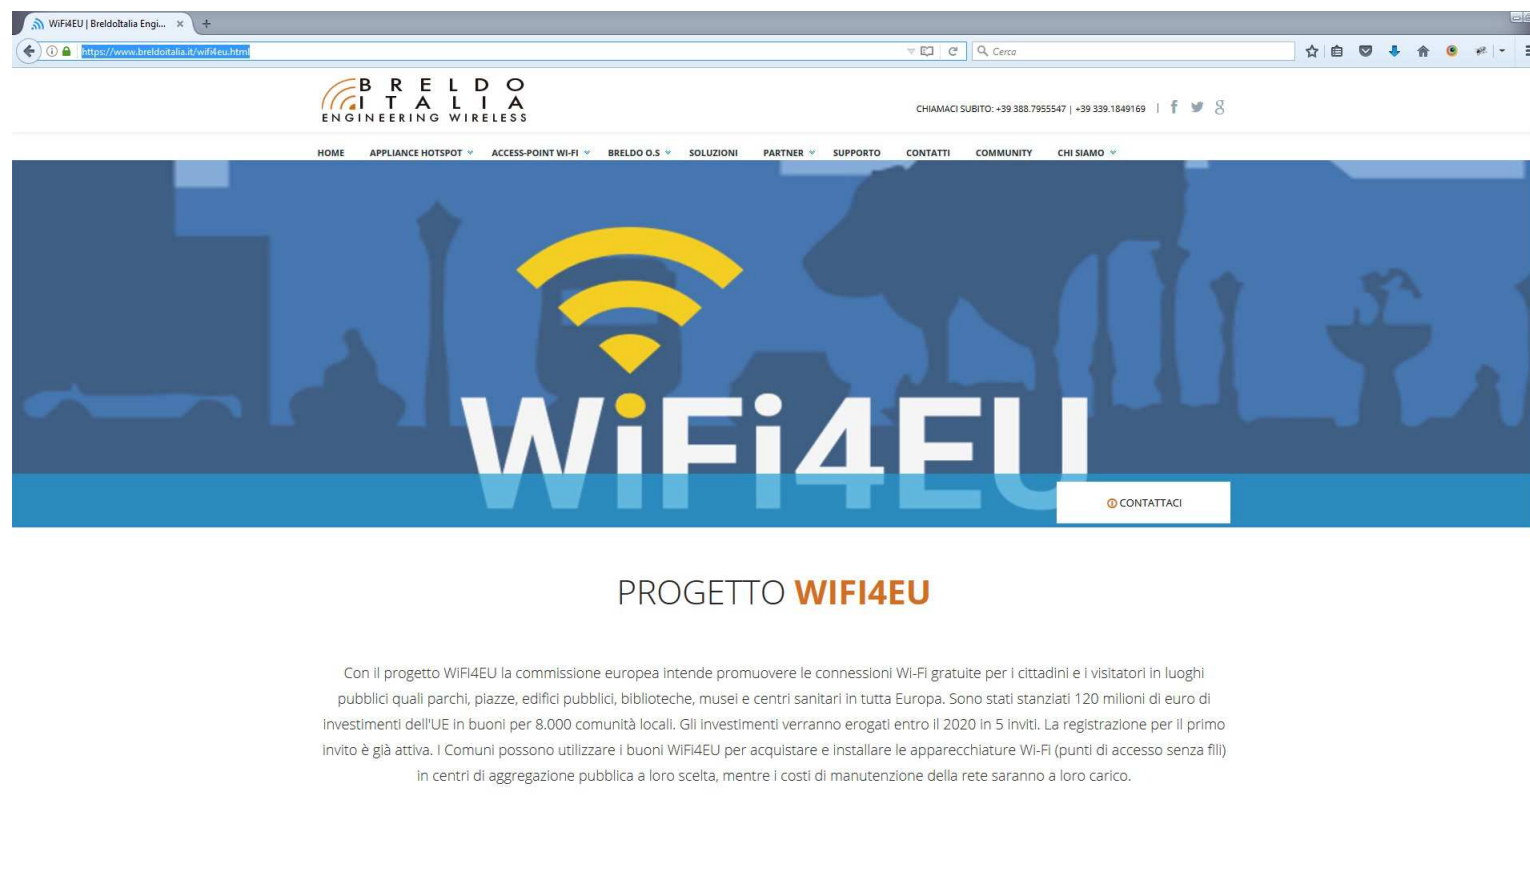 WiFi4EU | BreldoItalia Engi...
https://www.breldoitalia.it/wifi4eu.html
Cerca
BRELDO
ITALIA
ENGINEERING WIRELESS
CHIAMACI SUBITO: +39 388.7955547 | +39 339.1849169 |
HOME APPLIANCE HOTSPOT ACCESS-POINT WI-FI BRELDO O.S SOLUZIONI PARTNER SUPPORTO CONTATTI COMMUNITY CHI SIAMO
WiFi4EU
CONTATTACI
PROGETTO WIFI4EU
Con il progetto WiFi4EU la commissione europea intende promuovere le connessioni Wi-Fi gratuite per i cittadini e i visitatori in luoghi
pubblici quali parchi, piazze, edifici pubblici, biblioteche, musei e centri sanitari in tutta Europa. Sono stati stanziati 120 milioni di euro di
investimenti dell'UE in buoni per 8.000 comunità locali. Gli investimenti verranno erogati entro il 2020 in 5 inviti. La registrazione per il primo
invito è già attiva. I Comuni possono utilizzare i buoni WiFi4EU per acquistare e installare le apparecchiature Wi-Fi (punti di accesso senza fili)
in centri di aggregazione pubblica a loro scelta, mentre i costi di manutenzione della rete saranno a loro carico.